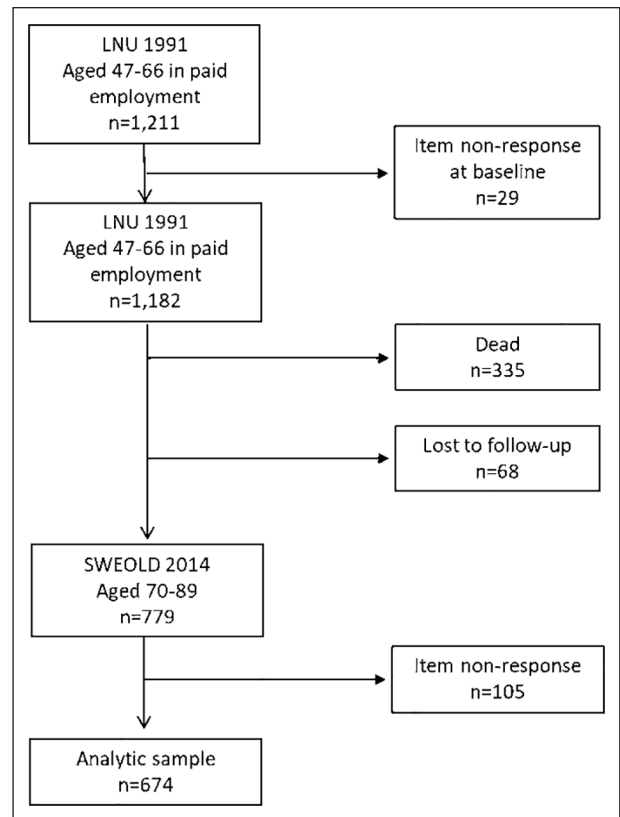 LNU 1991
Aged 47-66 in paid
employment
n=1,211
Item non-response
at baseline
n=29
LNU 1991
Aged 47-66 in paid
employment
n=1,182
Dead
n=335
Lost to follow-up
n=68
SWEOLD 2014
Aged 70-89
n=779
Item non-response
n=105
Analytic sample
n=674